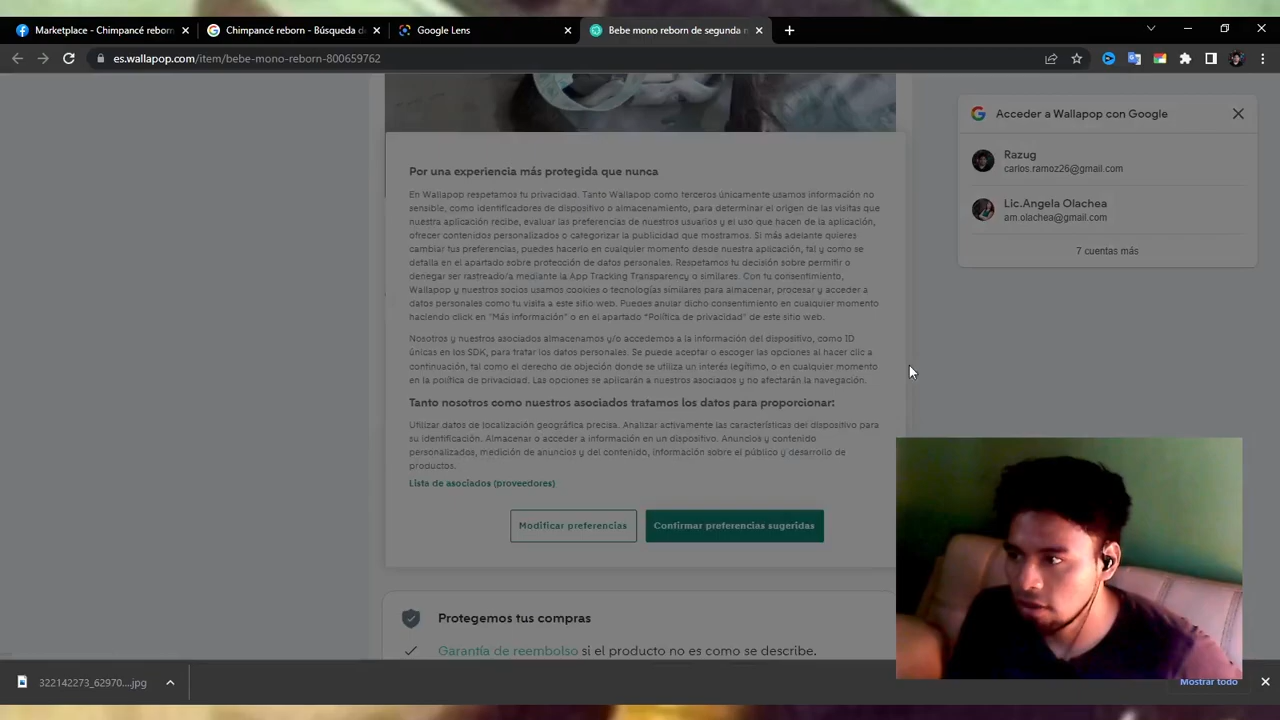 Marketplace - Chimpancé reborn
Chimpancé reborn - Búsqueda d
Google Lens
Bebe mono reborn de segunda
es.wallapop.com/item/bebe-mono-reborn-800659762
Acceder a Wallapop con Google
Razug
carlos.ramoz26@gmail.com
Lic.Angela Olachea
am.olachea@gmail.com
7 cuentas más
Por una experiencia más protegida que nunca
En Wallapop respetamos tu privacidad. Tanto Wallapop como terceros únicamente usamos información no
sensible, como identificadores de dispositivo o almacenamiento, para determinar el origen de las visitas que
nuestra aplicación recibe, evaluar las preferencias de nuestros usuarios y el uso que hacen de la aplicación,
ofrecer contenidos personalizados o categorizar la publicidad que mostramos. Si más adelante quieres
cambiar tus preferencias, puedes hacerlo en cualquier momento desde nuestra aplicación, tal y como se
detalla en el apartado sobre protección de datos personales. Respetamos tu decisión sobre permitir o
denegar ser rastreado/a mediante la App Tracking Transparency o similares. Con tu consentimiento,
Wallapop y nuestros socios usamos cookies o tecnologías similares para almacenar, procesar y acceder a
datos personales como tu visita a este sitio web. Puedes anular dicho consentimiento en cualquier momento
haciendo click en "Más información" o en el apartado "Política de privacidad" de este sitio web.
Nosotros y nuestros asociados almacenamos y/o accedemos a la información del dispositivo, como ID
únicas en los SDK, para tratar los datos personales. Se puede aceptar o escoger las opciones al hacer clic a
continuación, tal como el derecho de objeción donde se utiliza un interés legítimo, o en cualquier momento
en la política de privacidad. Las opciones se aplicarán a nuestros asociados y no afectarán la navegación.
Tanto nosotros como nuestros asociados tratamos los datos para proporcionar:
Utilizar datos de localización geográfica precisa. Analizar activamente las características del dispositivo para
su identificación. Almacenar o acceder a información en un dispositivo. Anuncios y contenido
personalizados, medición de anuncios y del contenido, información sobre el público y desarrollo de
productos.
Lista de asociados (proveedores)
Modificar preferencias
Confirmar preferencias sugeridas
Protegemos tus compras
Garantía de reembolso si el producto no es como se describe.
322142273_62970....jpg
Mostrar todo